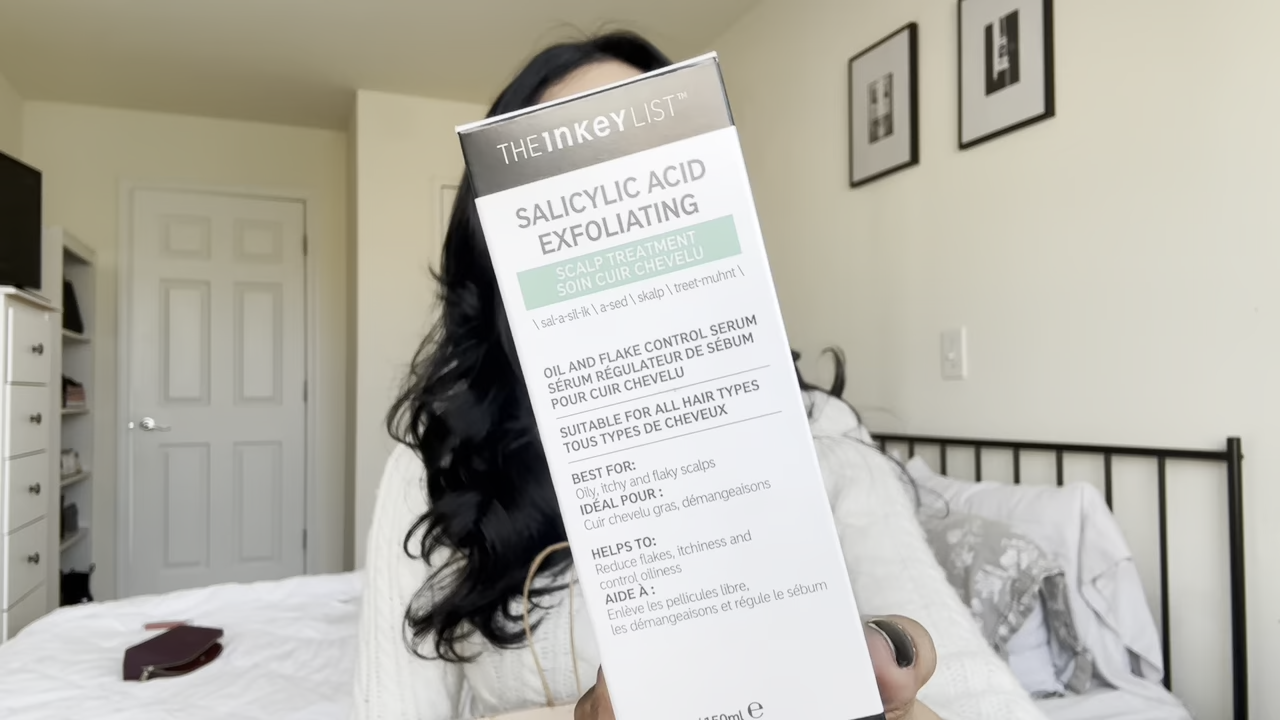 THE INKEY LIST™
SALICYLIC ACID
EXFOLIATING
SCALP TREATMENT
SOIN CUIR CHEVELU
\ sal-a-sil-ik \ a-sed \ skalp \ treet-muhnt \
OIL AND FLAKE CONTROL SERUM
SÉRUM RÉGULATEUR DE SÉBUM
POUR CUIR CHEVELU
SUITABLE FOR ALL HAIR TYPES
TOUS TYPES DE CHEVEUX
BEST FOR:
Oily, itchy and flaky scalps
IDÉAL POUR :
Cuir chevelu gras, démangeaisons
HELPS TO:
Reduce flakes, itchiness and
control oiliness
AIDE À :
Enlève les pellicules libre,
les démangeaisons et régule le sébum
150ml ℮